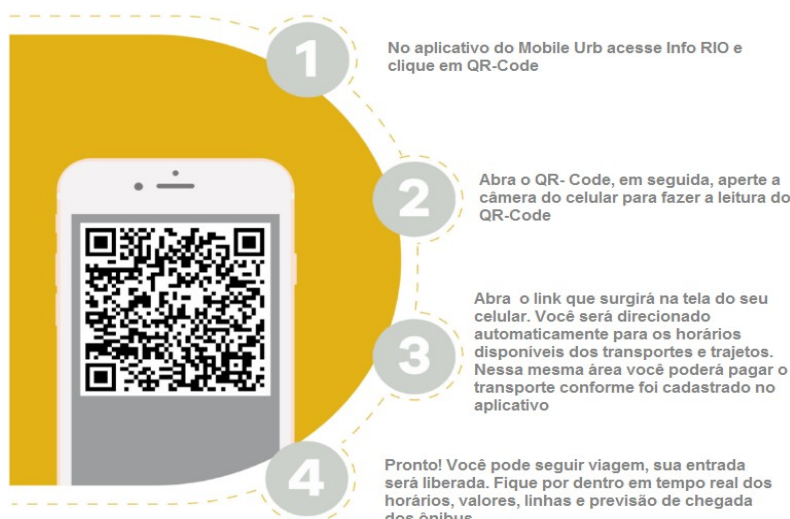 1
No aplicativo do Mobile Urb acesse Info RIO e
clique em QR-Code
2
Abra o QR- Code, em seguida, aperte a
câmera do celular para fazer a leitura do
QR-Code
3
Abra o link que surgirá na tela do seu
celular. Você será direcionado
automaticamente para os horários
disponíveis dos transportes e trajetos.
Nessa mesma área você poderá pagar o
transporte conforme foi cadastrado no
aplicativo
4
Pronto! Você pode seguir viagem, sua entrada
será liberada. Fique por dentro em tempo real dos
horários, valores, linhas e previsão de chegada
dos ônibus